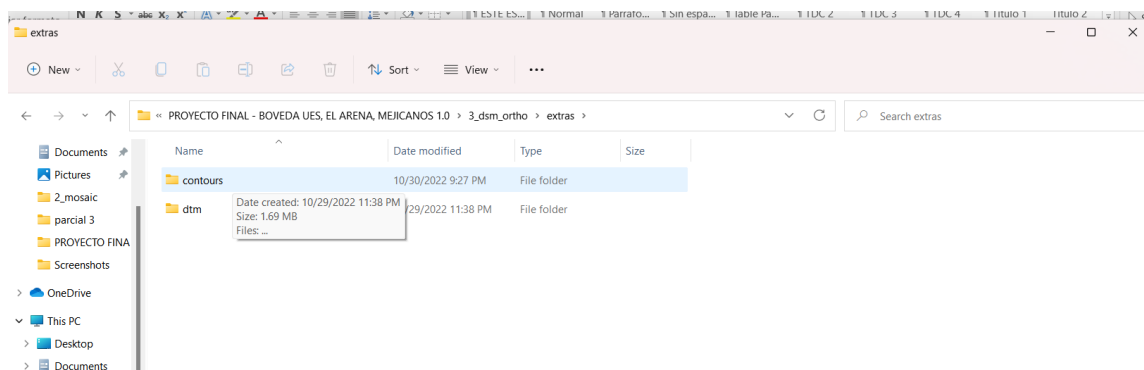 N K S abc X₂ X² A A
¶ ESTE ES... ¶ Normal ¶ Párrafo... ¶ Sin espa... ¶ Table Pa... ¶ TDC 2 ¶ TDC 3 ¶ TDC 4 ¶ Título 1 Título 2
extras
New Sort View ...
« PROYECTO FINAL - BOVEDA UES, EL ARENA, MEJICANOS 1.0 > 3_dsm_ortho > extras >
Search extras
Documents
Pictures
2_mosaic
parcial 3
PROYECTO FINA
Screenshots
OneDrive
This PC
Desktop
Documents
Name Date modified Type Size
contours 10/30/2022 9:27 PM File folder
dtm /29/2022 11:38 PM File folder
Date created: 10/29/2022 11:38 PM
Size: 1.69 MB
Files: ...